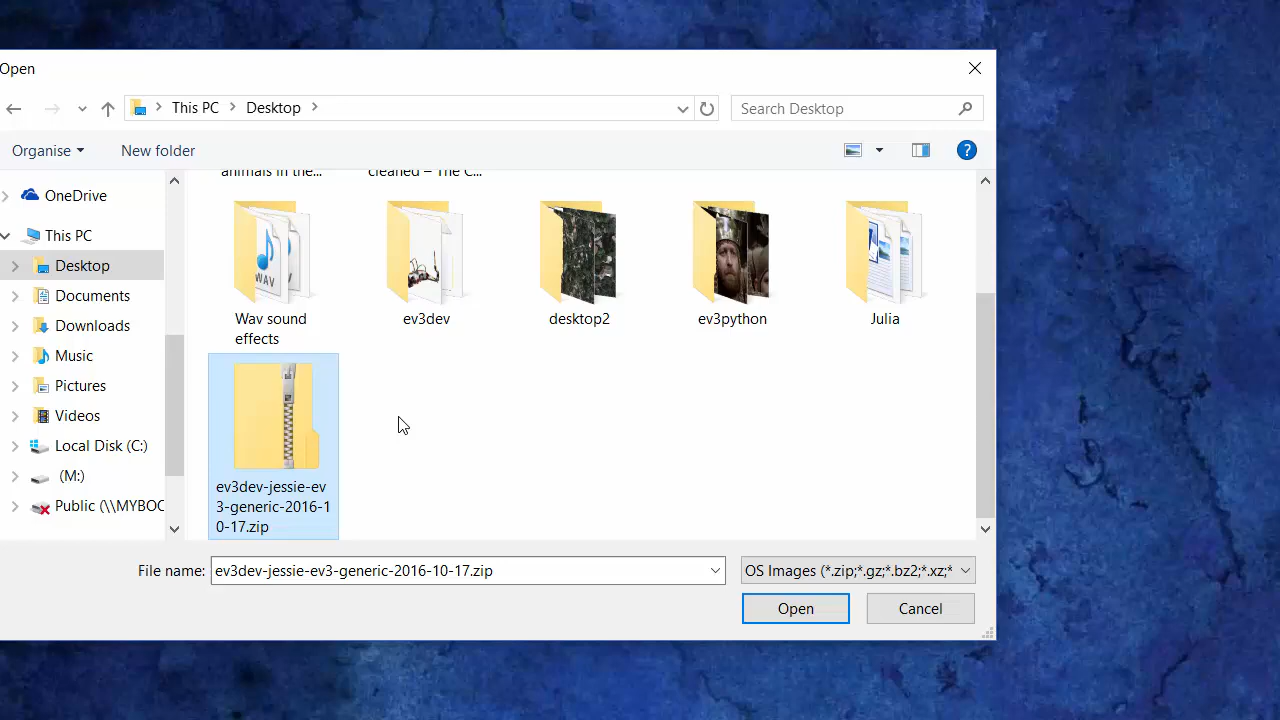 Open
This PC
Desktop
Search Desktop
Organise
New folder
?
OneDrive
This PC
Desktop
Documents
Downloads
Music
Pictures
Videos
Local Disk (C:)
(M:)
Public (\\MYBOC
animals in the...
cleaned – The C...
WAV
Wav sound
effects
ev3dev
desktop2
ev3python
Julia
ev3dev-jessie-ev
3-generic-2016-1
0-17.zip
File name:
ev3dev-jessie-ev3-generic-2016-10-17.zip
OS Images (*.zip;*.gz;*.bz2;*.xz;*
Open
Cancel